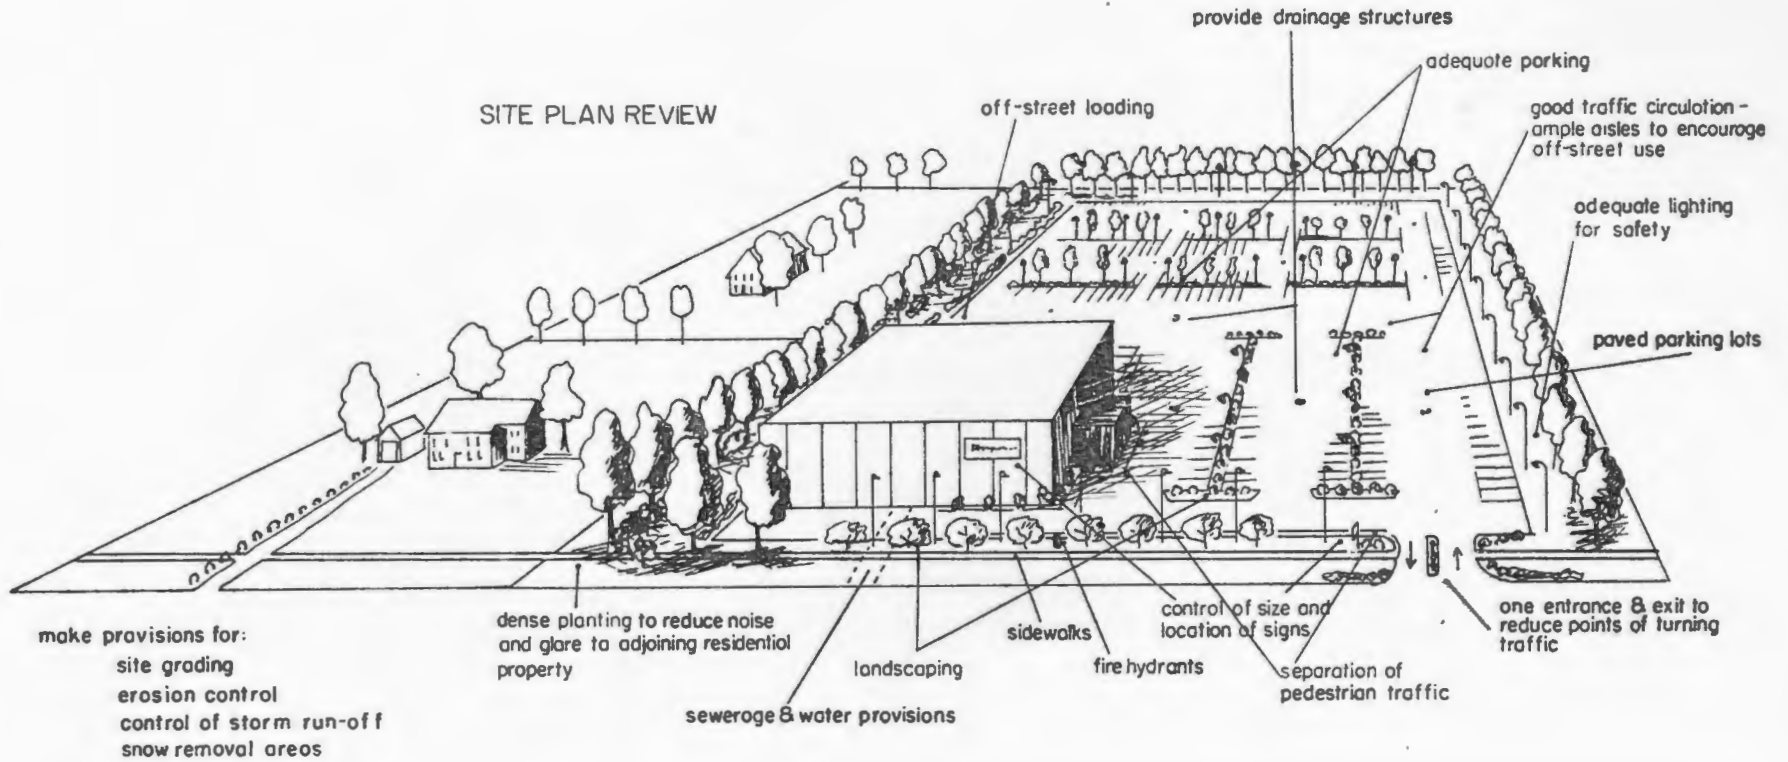 provide drainage structures
adequate parking
SITE PLAN REVIEW
off-street loading
good traffic circulation -
ample aisles to encourage
off-street use
adequate lighting
for safety
paved parking lots
make provisions for:
site grading
erosion control
control of storm run-off
snow removal areas
dense planting to reduce noise
and glare to adjoining residential
property
sewerage & water provisions
landscaping
sidewalks
fire hydrants
control of size and
location of signs
separation of
pedestrian traffic
one entrance & exit to
reduce points of turning
traffic